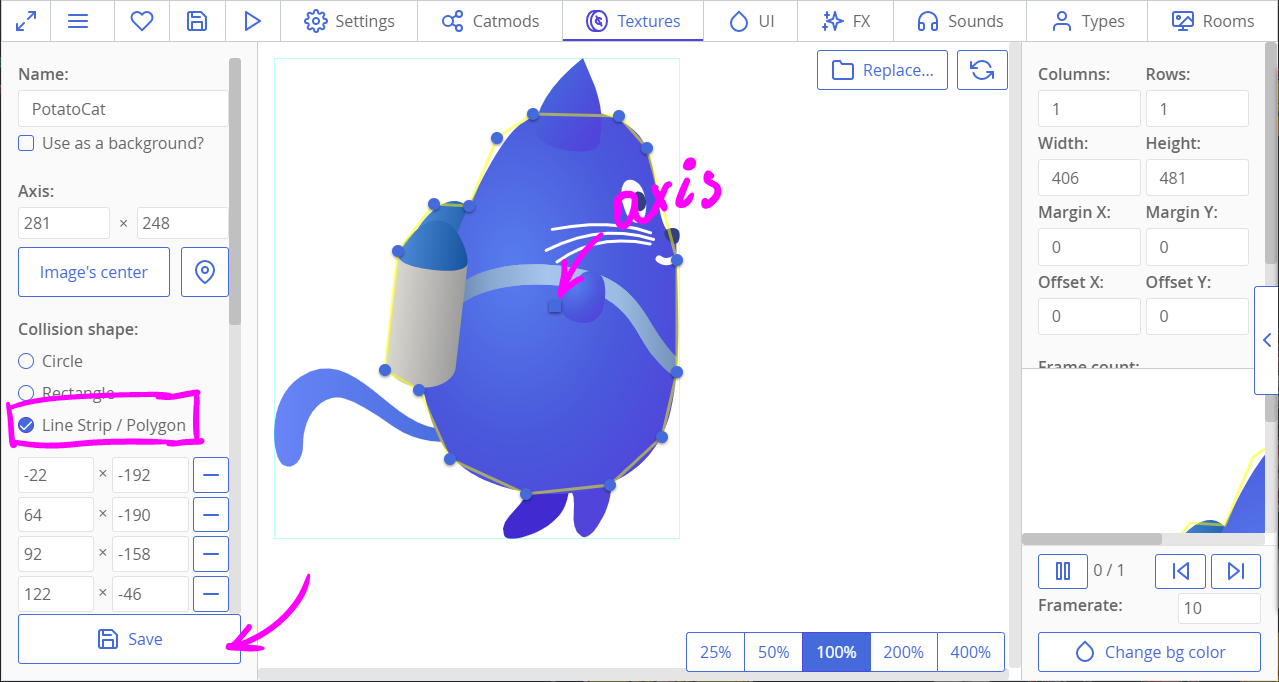 Settings Catmods Textures UI FX Sounds Types Rooms
Name:
PotatoCat
Use as a background?
Axis:
281 × 248
Image's center
Collision shape:
Circle
Rectangle
Line Strip / Polygon
-22 × -192
64 × -190
92 × -158
122 × -46
Save
axis
Replace...
25% 50% 100% 200% 400%
Columns: Rows:
1 1
Width: Height:
406 481
Margin X: Margin Y:
0 0
Offset X: Offset Y:
0 0
Frame count:
0 / 1
Framerate: 10
Change bg color